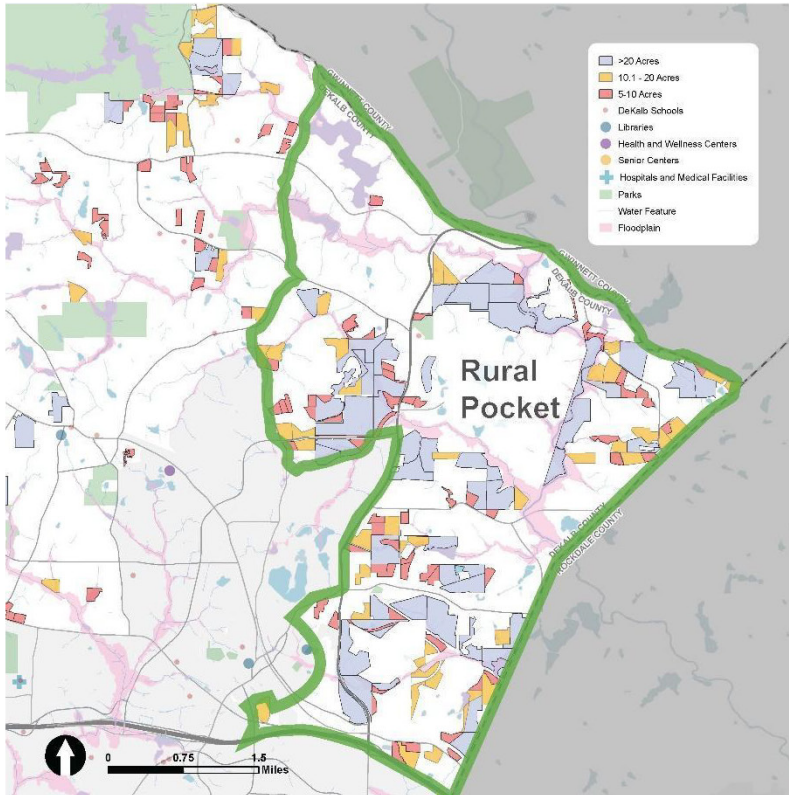 >20 Acres
10.1 - 20 Acres
5-10 Acres
DeKalb Schools
Libraries
Health and Wellness Centers
Senior Centers
Hospitals and Medical Facilities
Parks
Water Feature
Floodplain
GWINNETT COUNTY
DEKALB COUNTY
GWINNETT COUNTY
DEKALB COUNTY
Rural
Pocket
DEKALB COUNTY
ROCKDALE COUNTY
0 0.75 1.5
Miles